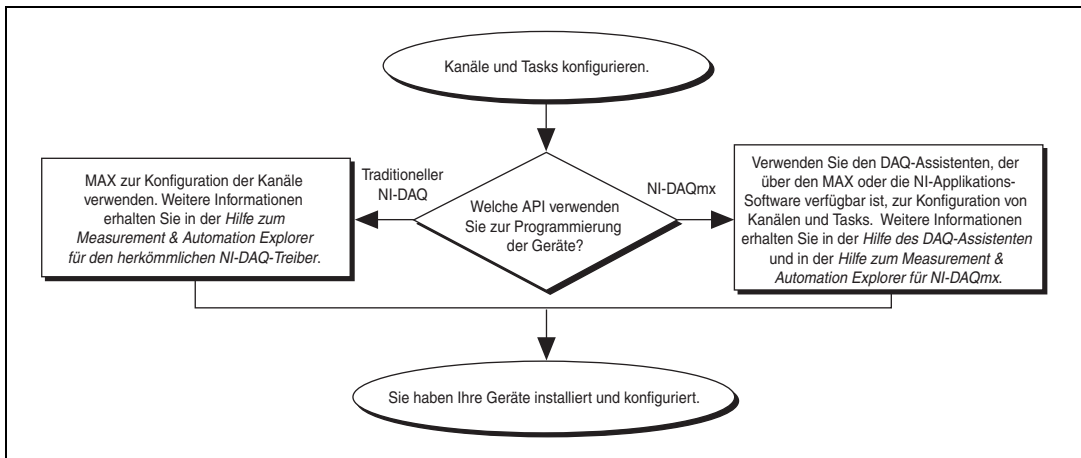 Kanäle und Tasks konfigurieren.
MAX zur Konfiguration der Kanäle
verwenden. Weitere Informationen
erhalten Sie in der Hilfe zum
Measurement & Automation Explorer
für den herkömmlichen NI-DAQ-Treiber.
Traditioneller
NI-DAQ
Welche API verwenden
Sie zur Programmierung
der Geräte?
NI-DAQmx
Verwenden Sie den DAQ-Assistenten, der
über den MAX oder die NI-Applikations-
Software verfügbar ist, zur Konfiguration von
Kanälen und Tasks. Weitere Informationen
erhalten Sie in der Hilfe des DAQ-Assistenten
und in der Hilfe zum Measurement &
Automation Explorer für NI-DAQmx.
Sie haben Ihre Geräte installiert und konfiguriert.